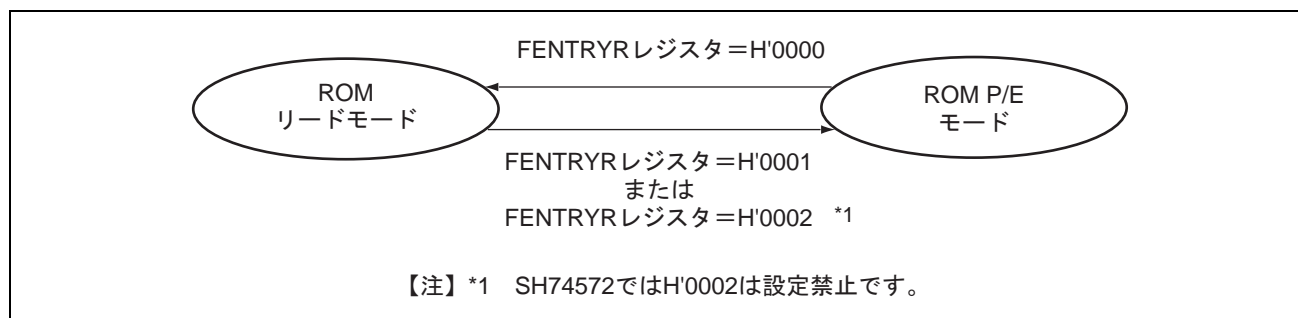 FENTRYRレジスタ＝H'0000
ROM
リードモード
ROM P/E
モード
FENTRYRレジスタ＝H'0001
または
FENTRYRレジスタ＝H'0002 *1
【注】*1 SH74572ではH'0002は設定禁止です。